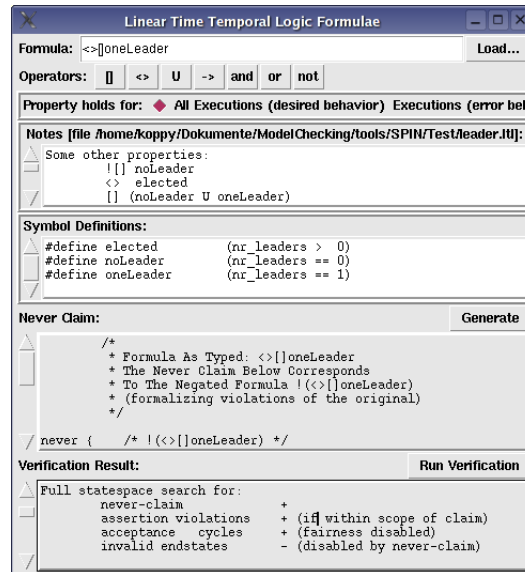 Linear Time Temporal Logic Formulae
Formula: <>[]oneLeader Load...
Operators: [] <> U -> and or not
Property holds for: All Executions (desired behavior) Executions (error be
Notes [file /home/koppy/Dokumente/ModelChecking/tools/SPIN/Test/leader.ltl]:
Some other properties:
![] noLeader
<> elected
[] (noLeader U oneLeader)
Symbol Definitions:
#define elected (nr_leaders > 0)
#define noLeader (nr_leaders == 0)
#define oneLeader (nr_leaders == 1)
Never Claim: Generate
/*
* Formula As Typed: <>[]oneLeader
* The Never Claim Below Corresponds
* To The Negated Formula !(<>[]oneLeader)
* (formalizing violations of the original)
*/
never { /* !(<>[]oneLeader) */
Verification Result: Run Verification
Full statespace search for:
never-claim +
assertion violations + (if within scope of claim)
acceptance cycles + (fairness disabled)
invalid endstates - (disabled by never-claim)